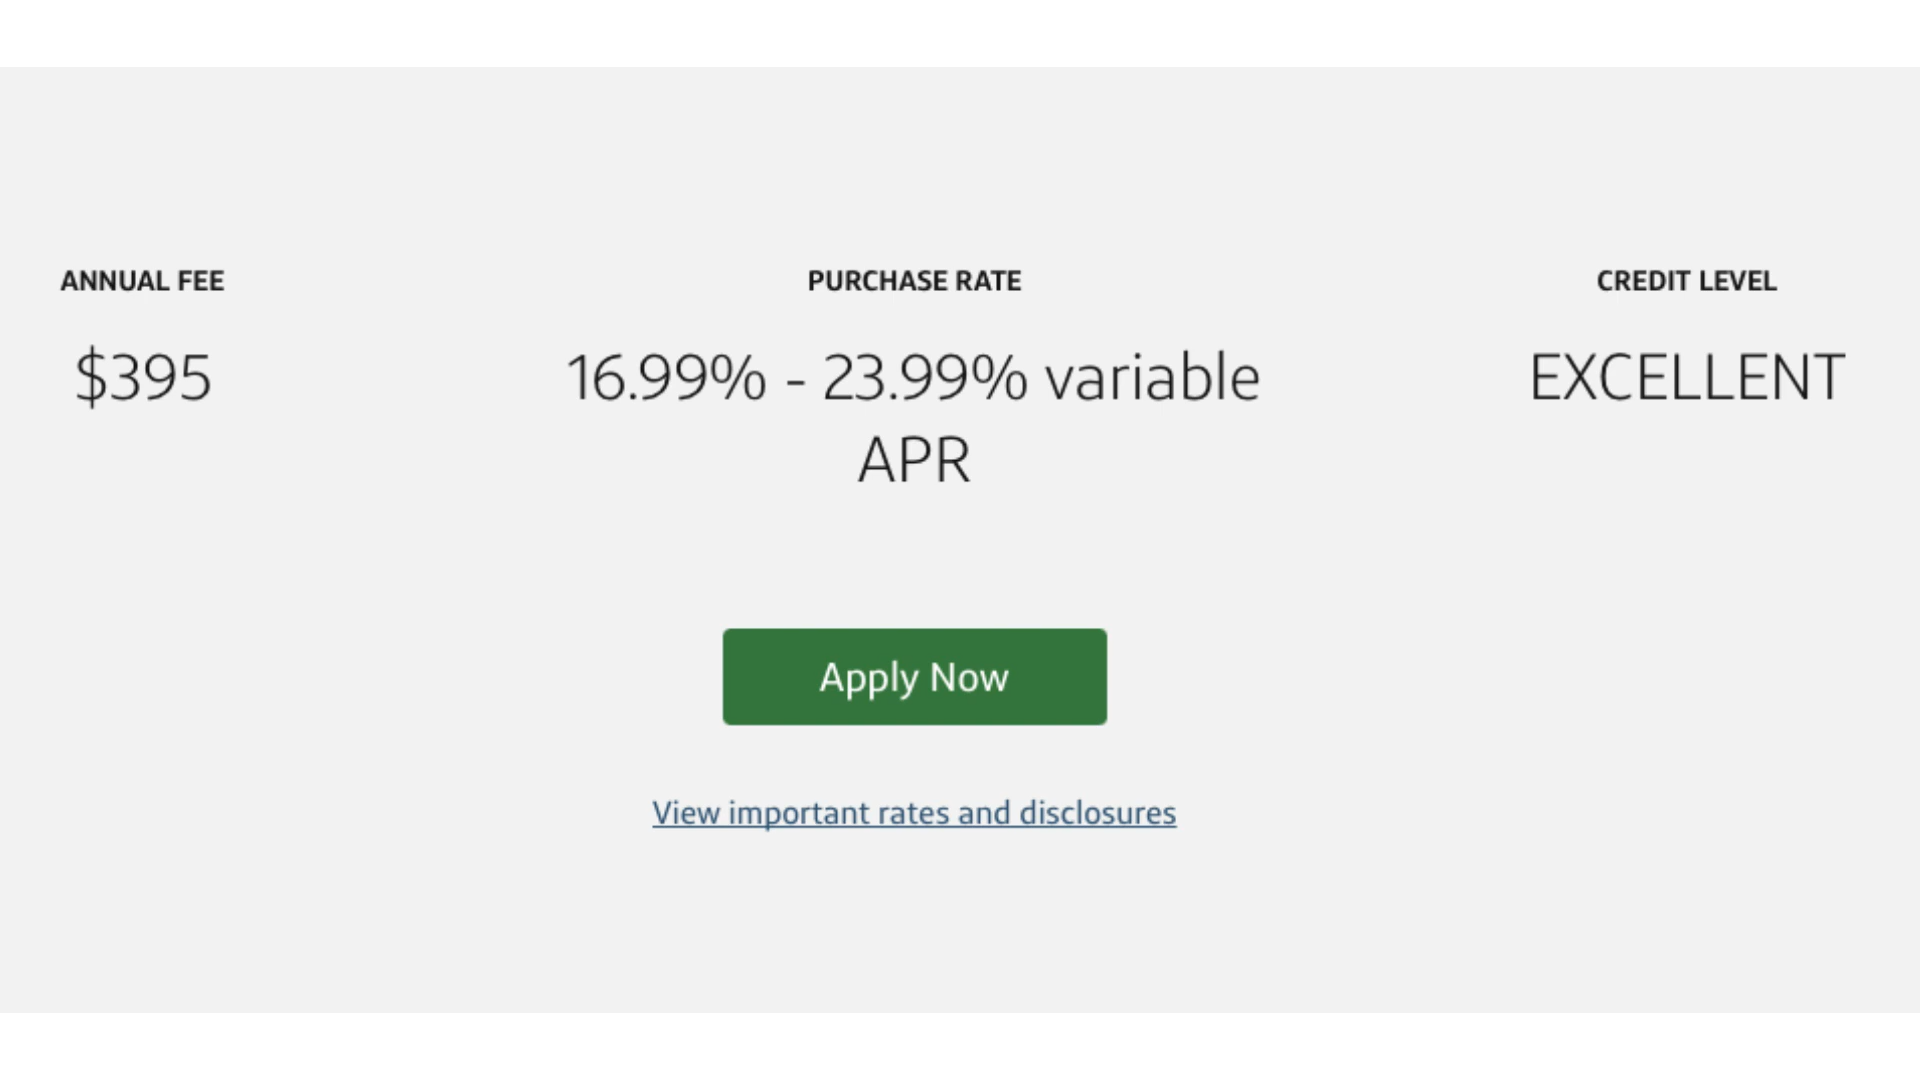 ANNUAL FEE
$395
PURCHASE RATE
16.99% - 23.99% variable
APR
CREDIT LEVEL
EXCELLENT
Apply Now
View important rates and disclosures